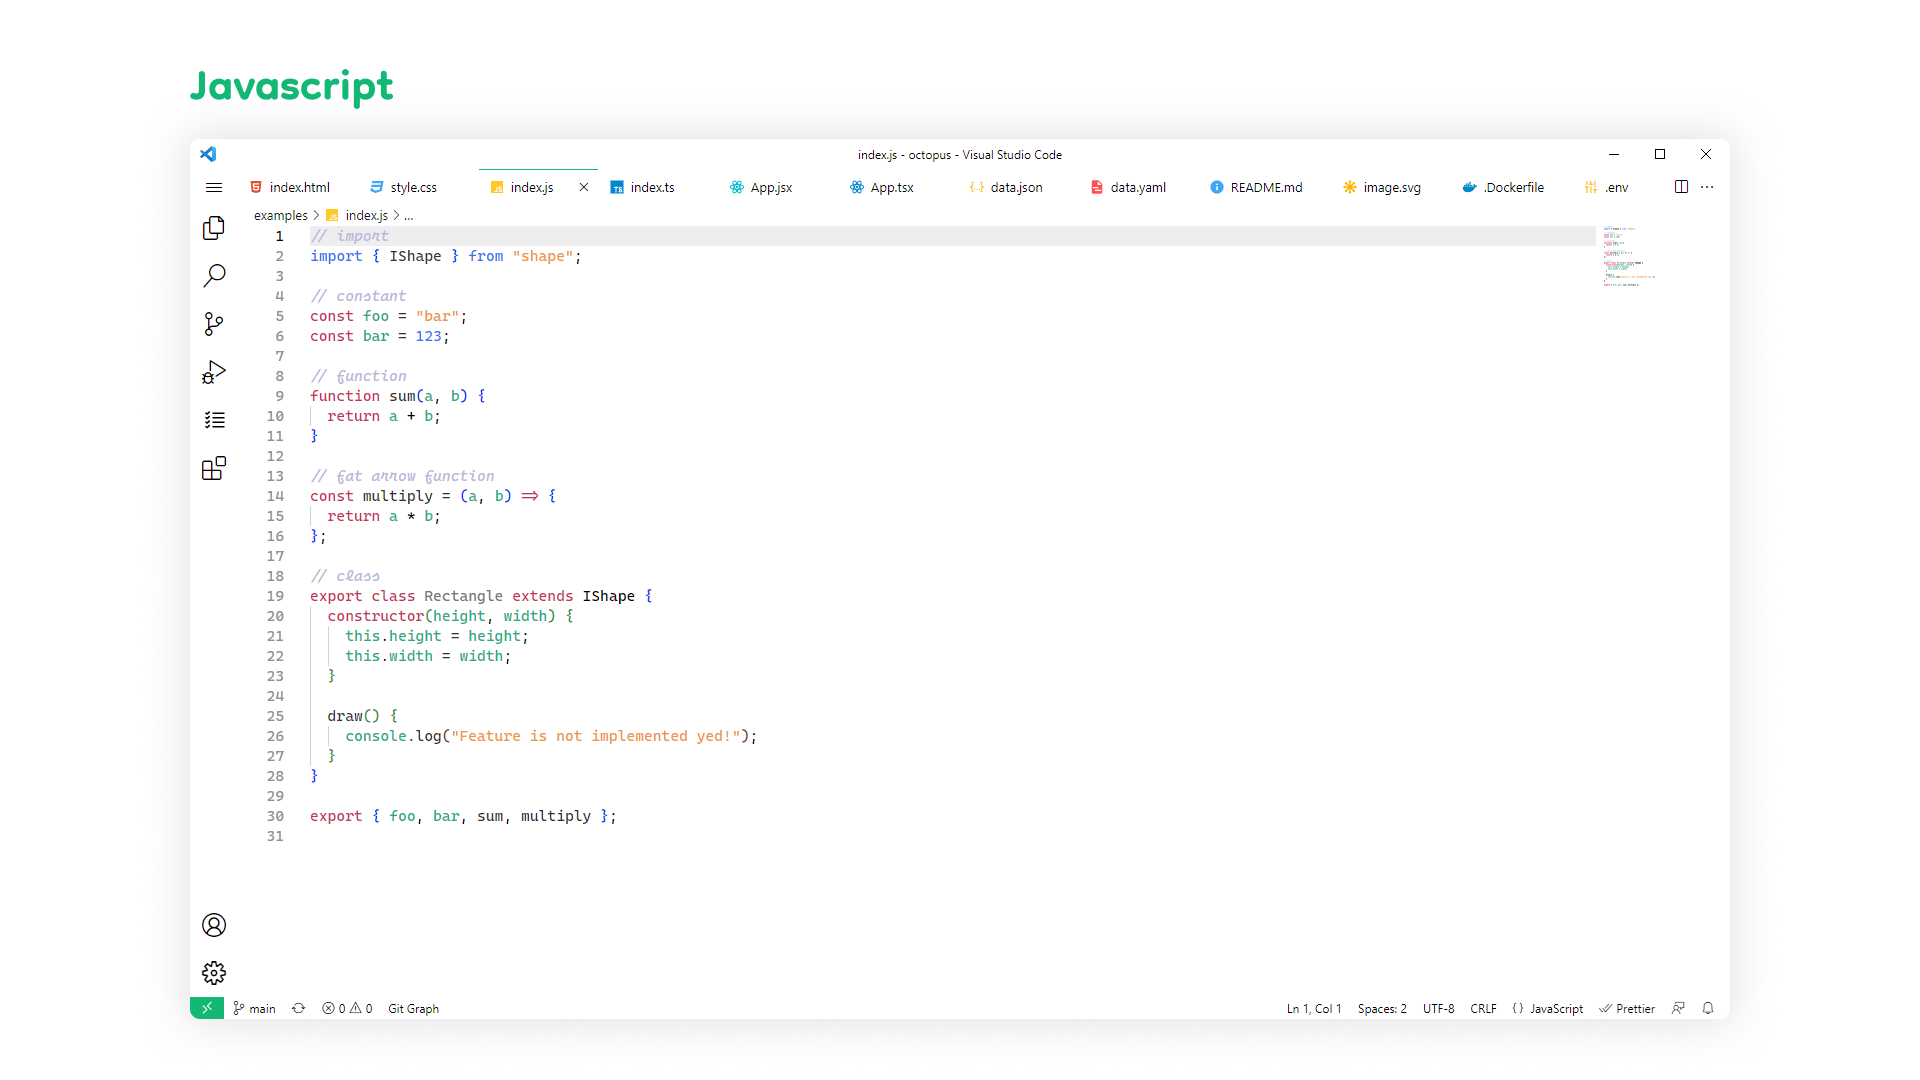 Javascript
index.js - octopus - Visual Studio Code
index.html style.css index.js index.ts App.jsx App.tsx data.json data.yaml README.md image.svg .Dockerfile .env
examples > index.js > ...
1 // import
2 import { IShape } from "shape";
3
4 // constant
5 const foo = "bar";
6 const bar = 123;
7
8 // function
9 function sum(a, b) {
10 return a + b;
11 }
12
13 // fat arrow function
14 const multiply = (a, b) => {
15 return a * b;
16 };
17
18 // class
19 export class Rectangle extends IShape {
20 constructor(height, width) {
21 this.height = height;
22 this.width = width;
23 }
24
25 draw() {
26 console.log("Feature is not implemented yed!");
27 }
28 }
29
30 export { foo, bar, sum, multiply };
31
main 0 0 Git Graph Ln 1, Col 1 Spaces: 2 UTF-8 CRLF {} JavaScript Prettier